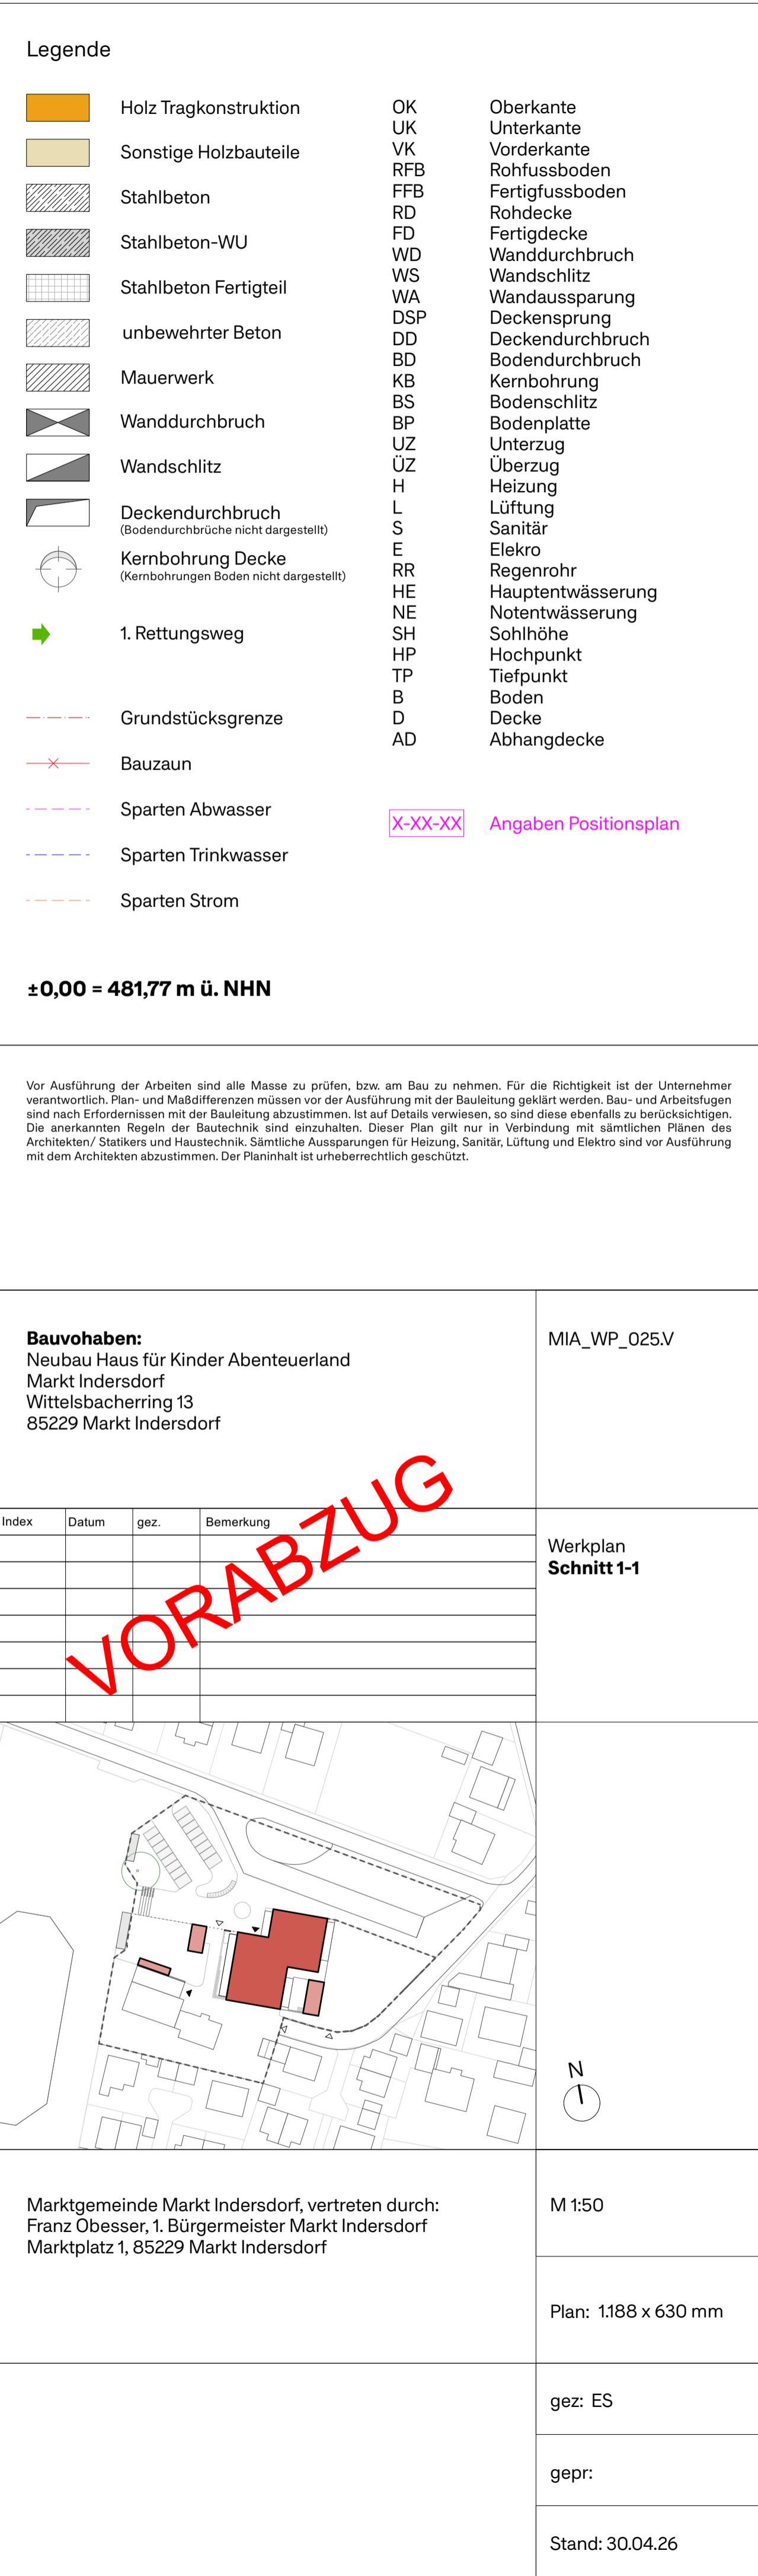 Legende
Holz Tragkonstruktion
Sonstige Holzbauteile
Stahlbeton
Stahlbeton-WU
Stahlbeton Fertigteil
unbewehrter Beton
Mauerwerk
Wanddurchbruch
Wandschlitz
Deckendurchbruch
(Bodendurchbrüche nicht dargestellt)
Kernbohrung Decke
(Kernbohrungen Boden nicht dargestellt)
1. Rettungsweg
Grundstücksgrenze
Bauzaun
Sparten Abwasser
Sparten Trinkwasser
Sparten Strom
OK Oberkante
UK Unterkante
VK Vorderkante
RFB Rohfussboden
FFB Fertigfussboden
RD Rohdecke
FD Fertigdecke
WD Wanddurchbruch
WS Wandschlitz
WA Wandaussparung
DSP Deckensprung
DD Deckendurchbruch
BD Bodendurchbruch
KB Kernbohrung
BS Bodenschlitz
BP Bodenplatte
UZ Unterzug
ÜZ Überzug
H Heizung
L Lüftung
S Sanitär
E Elekro
RR Regenrohr
HE Hauptentwässerung
NE Notentwässerung
SH Sohlhöhe
HP Hochpunkt
TP Tiefpunkt
B Boden
D Decke
AD Abhangdecke
X-XX-XX Angaben Positionsplan
±0,00 = 481,77 m ü. NHN
Vor Ausführung der Arbeiten sind alle Masse zu prüfen, bzw. am Bau zu nehmen. Für die Richtigkeit ist der Unternehmer
verantwortlich. Plan- und Maßdifferenzen müssen vor der Ausführung mit der Bauleitung geklärt werden. Bau- und Arbeitsfugen
sind nach Erfordernissen mit der Bauleitung abzustimmen. Ist auf Details verwiesen, so sind diese ebenfalls zu berücksichtigen.
Die anerkannten Regeln der Bautechnik sind einzuhalten. Dieser Plan gilt nur in Verbindung mit sämtlichen Plänen des
Architekten/ Statikers und Haustechnik. Sämtliche Aussparungen für Heizung, Sanitär, Lüftung und Elektro sind vor Ausführung
mit dem Architekten abzustimmen. Der Planinhalt ist urheberrechtlich geschützt.
Bauvohaben:
Neubau Haus für Kinder Abenteuerland
Markt Indersdorf
Wittelsbacherring 13
85229 Markt Indersdorf
MIA_WP_025.V
Index Datum gez. Bemerkung
VORABZUG
Werkplan
Schnitt 1-1
N
Marktgemeinde Markt Indersdorf, vertreten durch:
Franz Obesser, 1. Bürgermeister Markt Indersdorf
Marktplatz 1, 85229 Markt Indersdorf
M 1:50
Plan: 1.188 x 630 mm
gez: ES
gepr:
Stand: 30.04.26